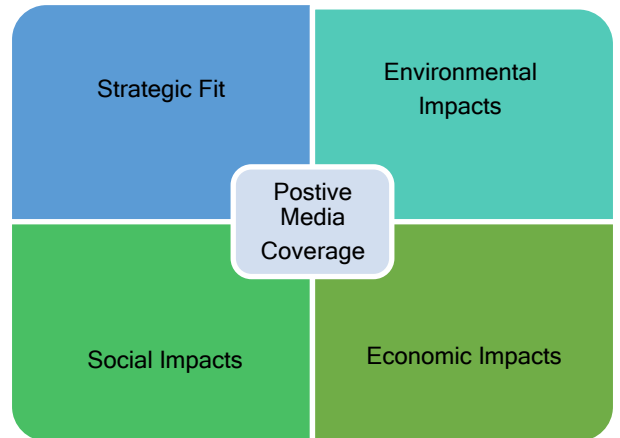 Strategic Fit
Environmental
Impacts
Postive
Media
Coverage
Social Impacts
Economic Impacts